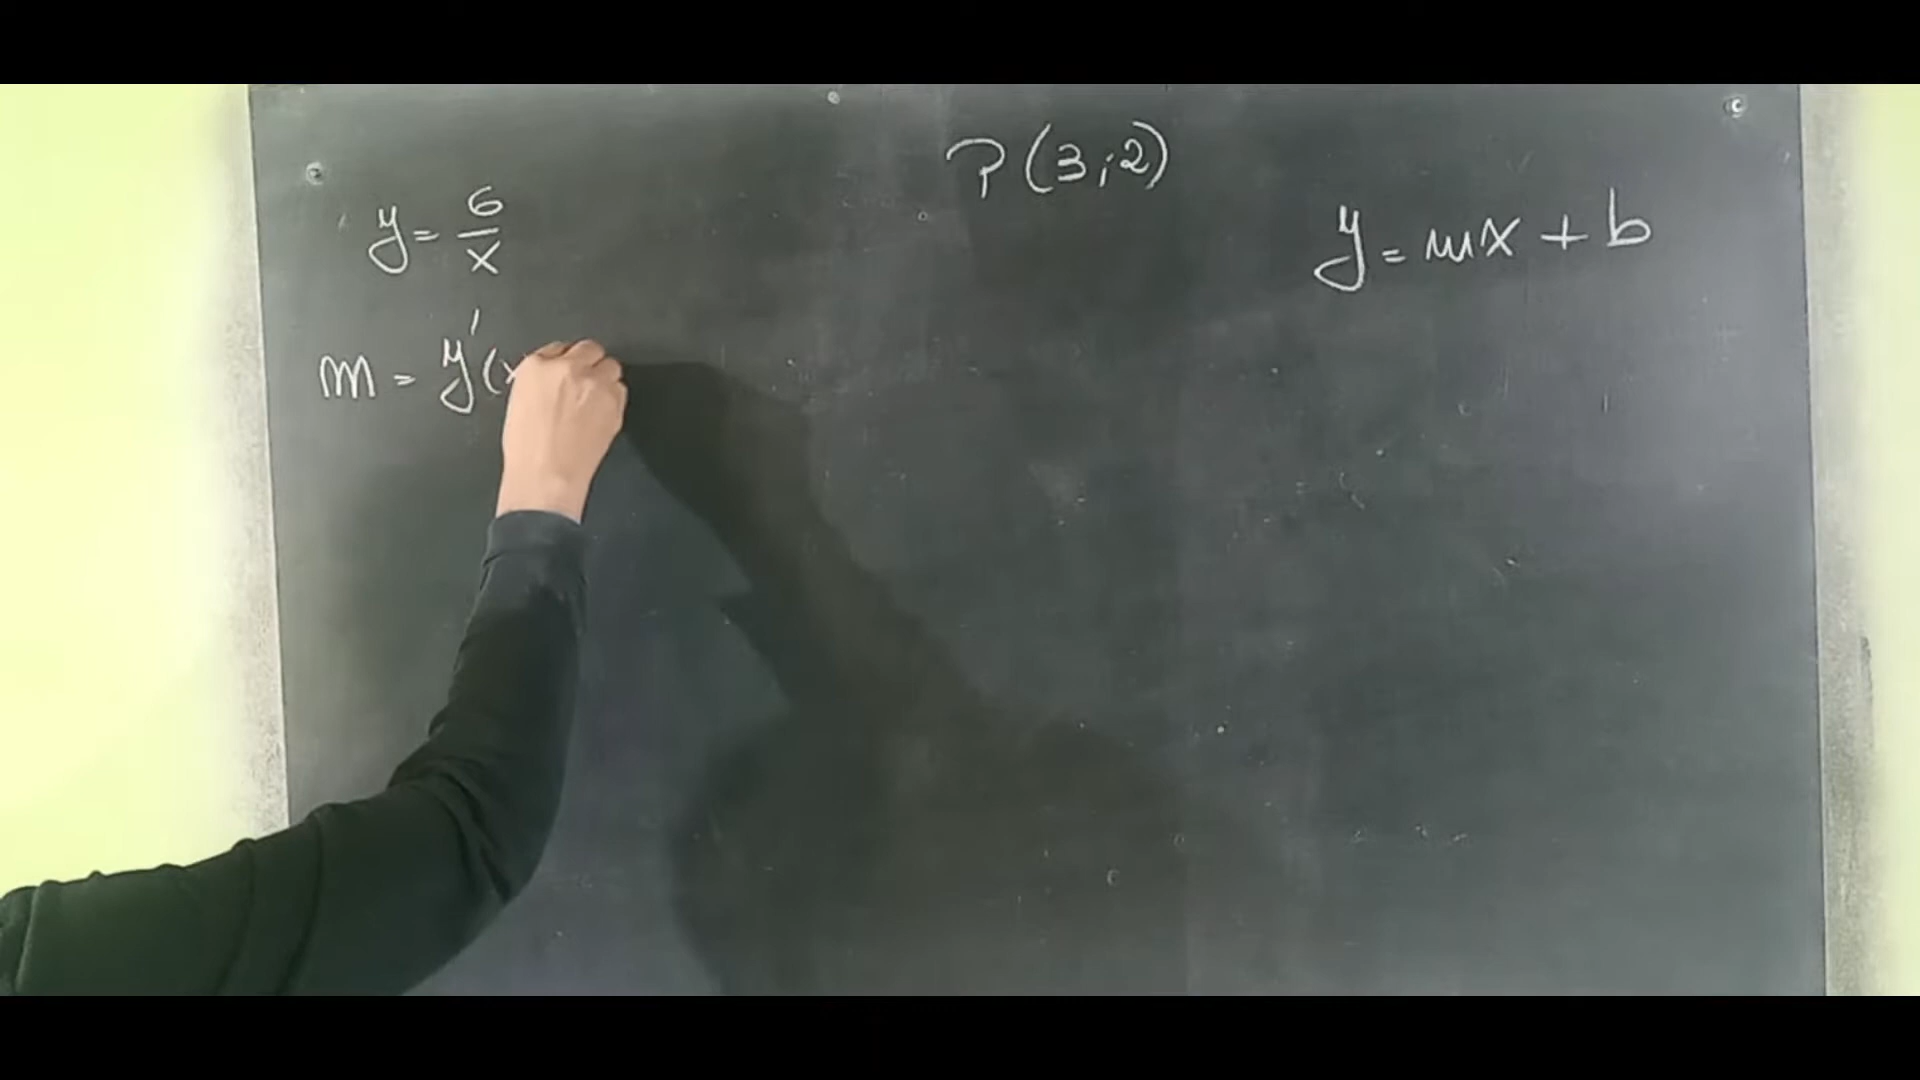 P(3;2)
y = 6/x
y = mx + b
m = y'(x